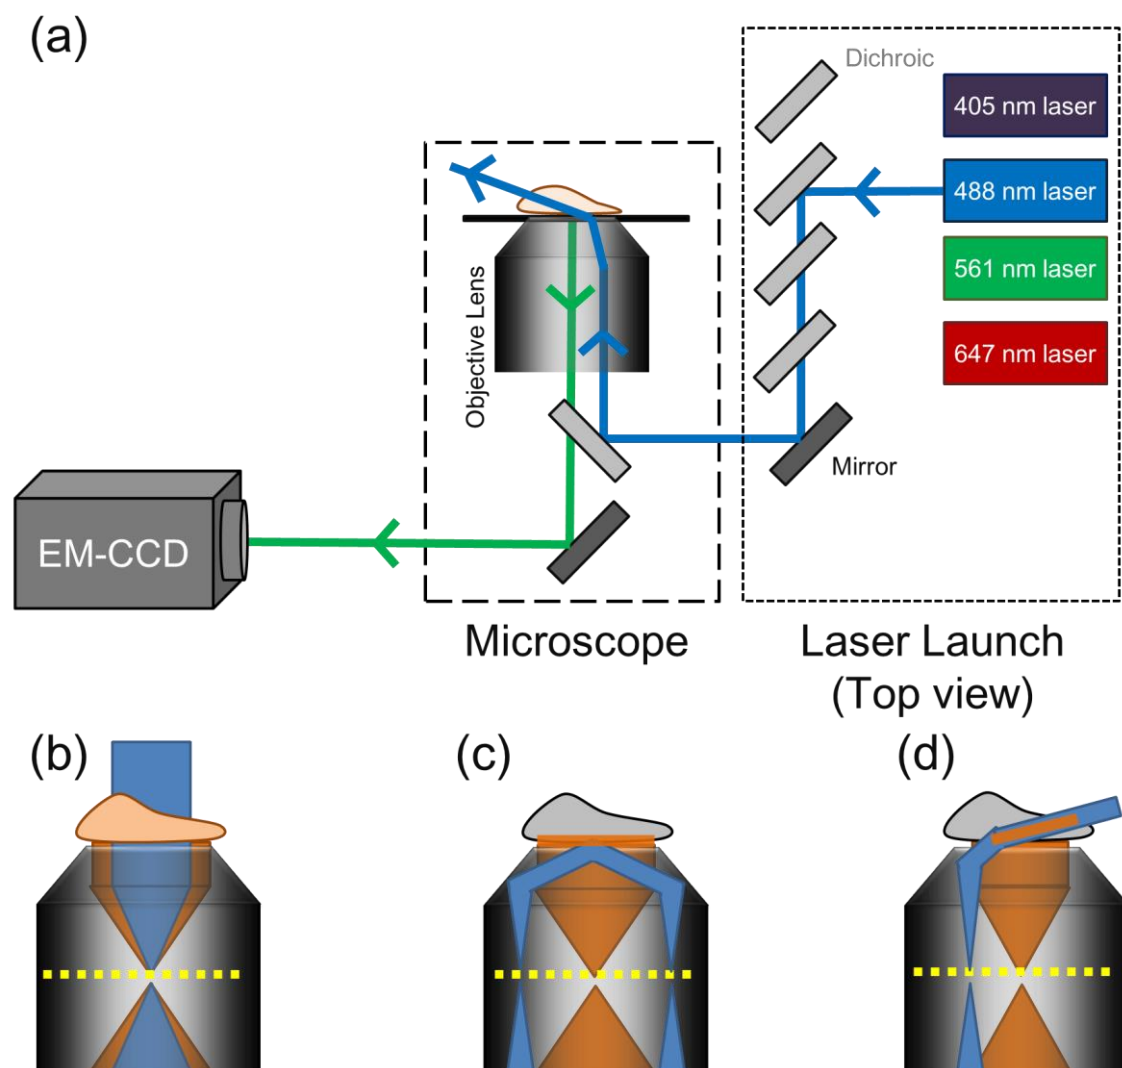 (a)
Dichroic
405 nm laser
488 nm laser
561 nm laser
647 nm laser
Objective Lens
Mirror
EM-CCD
Microscope
Laser Launch
(Top view)
(b)
(c)
(d)